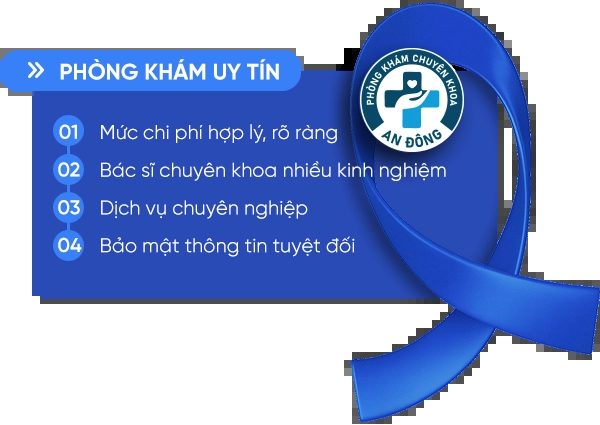 PHÒNG KHÁM CHUYÊN KHOA
AN ĐÔNG
PHÒNG KHÁM UY TÍN
01 Mức chi phí hợp lý, rõ ràng
02 Bác sĩ chuyên khoa nhiều kinh nghiệm
03 Dịch vụ chuyên nghiệp
04 Bảo mật thông tin tuyệt đối